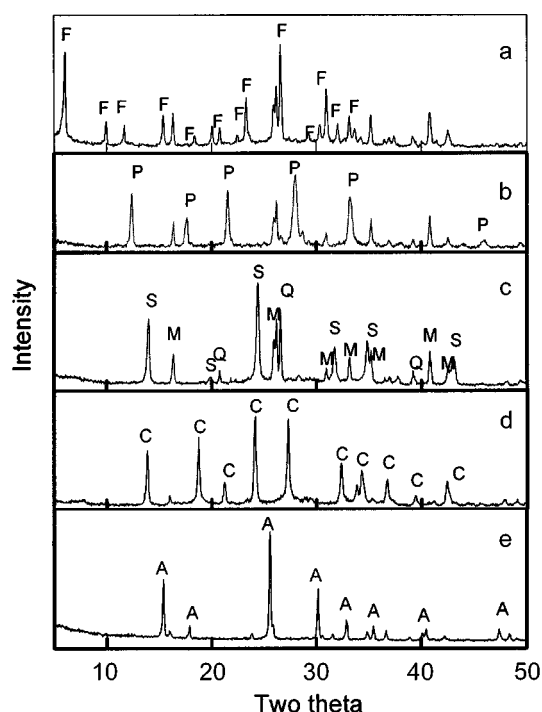 F F F F F F F F F F F F F a
P P P P P P b
S M S Q S M Q M S M S M Q M M S c
C C C C C C C C C C d
A A A A A A A A e
Intensity
10 20 30 40 50
Two theta